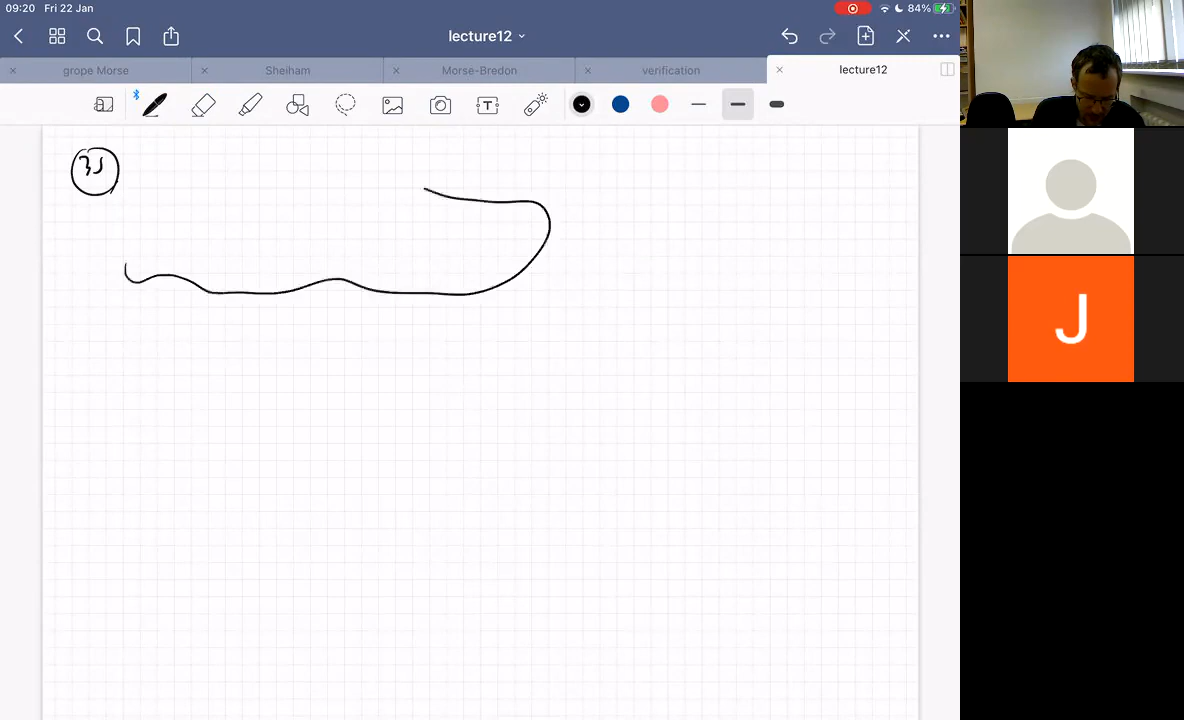 09:20 Fri 22 Jan
84%
lecture12
grope Morse
Sheiham
Morse-Bredon
verification
lecture12
T
J